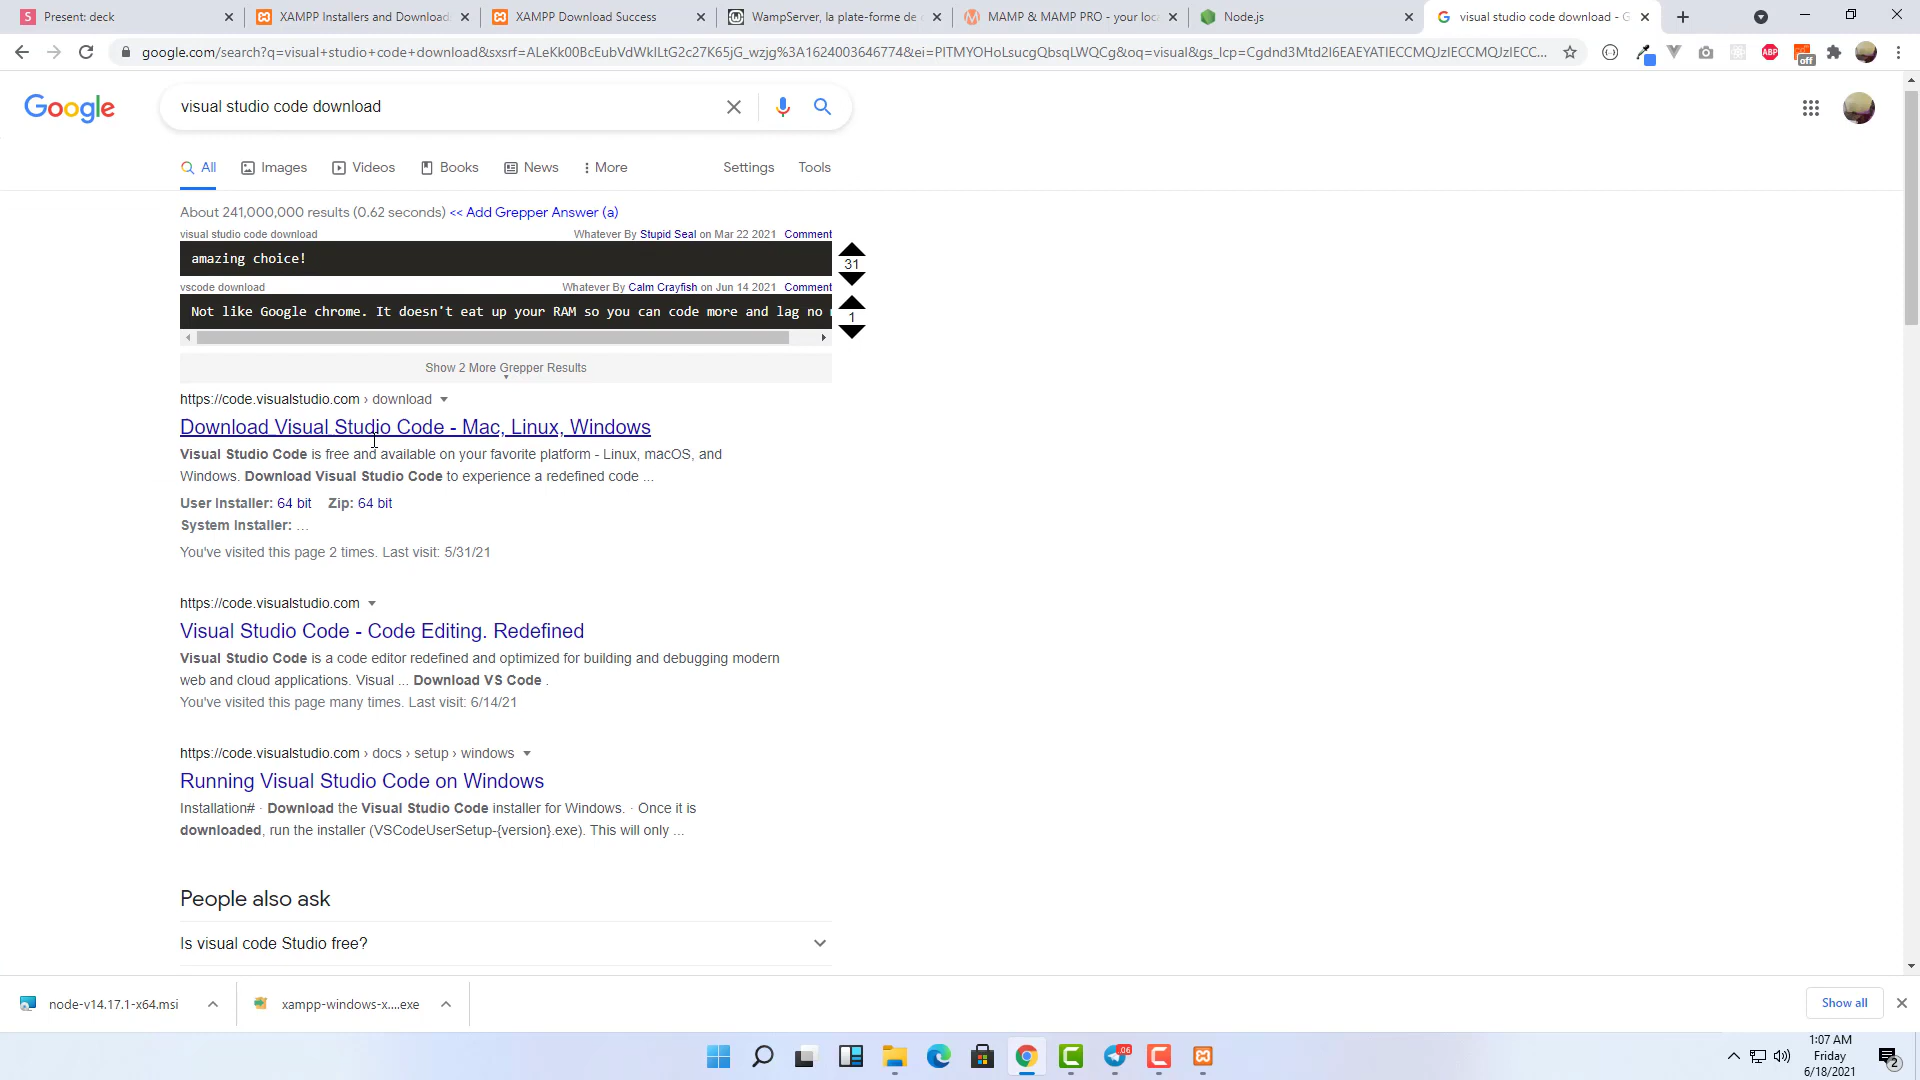 Present: deck
XAMPP Installers and Download
XAMPP Download Success
WampServer, la plate-forme de
MAMP & MAMP PRO - your loc
Node.js
visual studio code download - G
google.com/search?q=visual+studio+code+download&sxsrf=ALeKk00BcEubVdWkILtG2c27K65jG_wzjg%3A1624003646774&ei=PITMYOHoLsucgQbsqLWQCg&oq=visual&gs_lcp=Cgdnd3Mtd2l6EAEYATIECCMQJzIECCMQJzIECC...
ABP
off
Google
visual studio code download
All
Images
Videos
Books
News
More
Settings
Tools
About 241,000,000 results (0.62 seconds) << Add Grepper Answer (a)
visual studio code download
Whatever By Stupid Seal on Mar 22 2021 Comment
amazing choice!
31
vscode download
Whatever By Calm Crayfish on Jun 14 2021 Comment
Not like Google chrome. It doesn't eat up your RAM so you can code more and lag no
1
Show 2 More Grepper Results
https://code.visualstudio.com › download
Download Visual Studio Code - Mac, Linux, Windows
Visual Studio Code is free and available on your favorite platform - Linux, macOS, and
Windows. Download Visual Studio Code to experience a redefined code ...
User Installer: 64 bit Zip: 64 bit
System Installer: ...
You've visited this page 2 times. Last visit: 5/31/21
https://code.visualstudio.com
Visual Studio Code - Code Editing. Redefined
Visual Studio Code is a code editor redefined and optimized for building and debugging modern
web and cloud applications. Visual ... Download VS Code .
You've visited this page many times. Last visit: 6/14/21
https://code.visualstudio.com › docs › setup › windows
Running Visual Studio Code on Windows
Installation# · Download the Visual Studio Code installer for Windows. · Once it is
downloaded, run the installer (VSCodeUserSetup-{version}.exe). This will only ...
People also ask
Is visual code Studio free?
node-v14.17.1-x64.msi
xampp-windows-x....exe
Show all
06
1:07 AM
Friday
6/18/2021
2